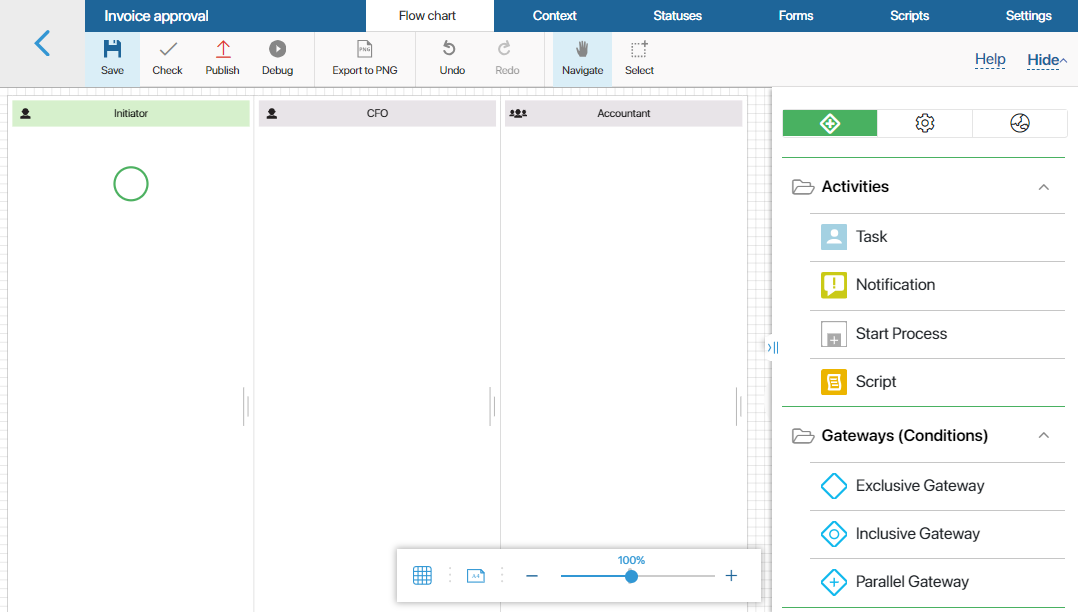 Invoice approval
Flow chart
Context
Statuses
Forms
Scripts
Settings
Save
Check
Publish
Debug
PNG
Export to PNG
Undo
Redo
Navigate
Select
Help
Hide
Initiator
CFO
Accountant
Activities
Task
Notification
Start Process
Script
Gateways (Conditions)
Exclusive Gateway
Inclusive Gateway
Parallel Gateway
A4
100%